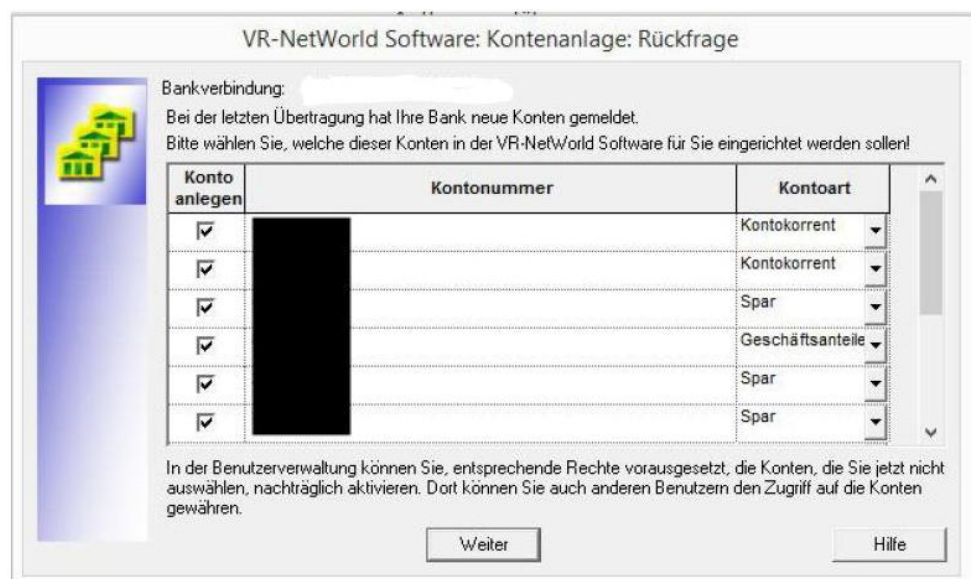 VR-NetWorld Software: Kontenanlage: Rückfrage
Bankverbindung:
Bei der letzten Übertragung hat Ihre Bank neue Konten gemeldet.
Bitte wählen Sie, welche dieser Konten in der VR-NetWorld Software für Sie eingerichtet werden sollen!
Konto anlegen Kontonummer Kontoart
Kontokorrent
Kontokorrent
Spar
Geschäftsanteile
Spar
Spar
In der Benutzerverwaltung können Sie, entsprechende Rechte vorausgesetzt, die Konten, die Sie jetzt nicht
auswählen, nachträglich aktivieren. Dort können Sie auch anderen Benutzern den Zugriff auf die Konten
gewähren.
Weiter Hilfe